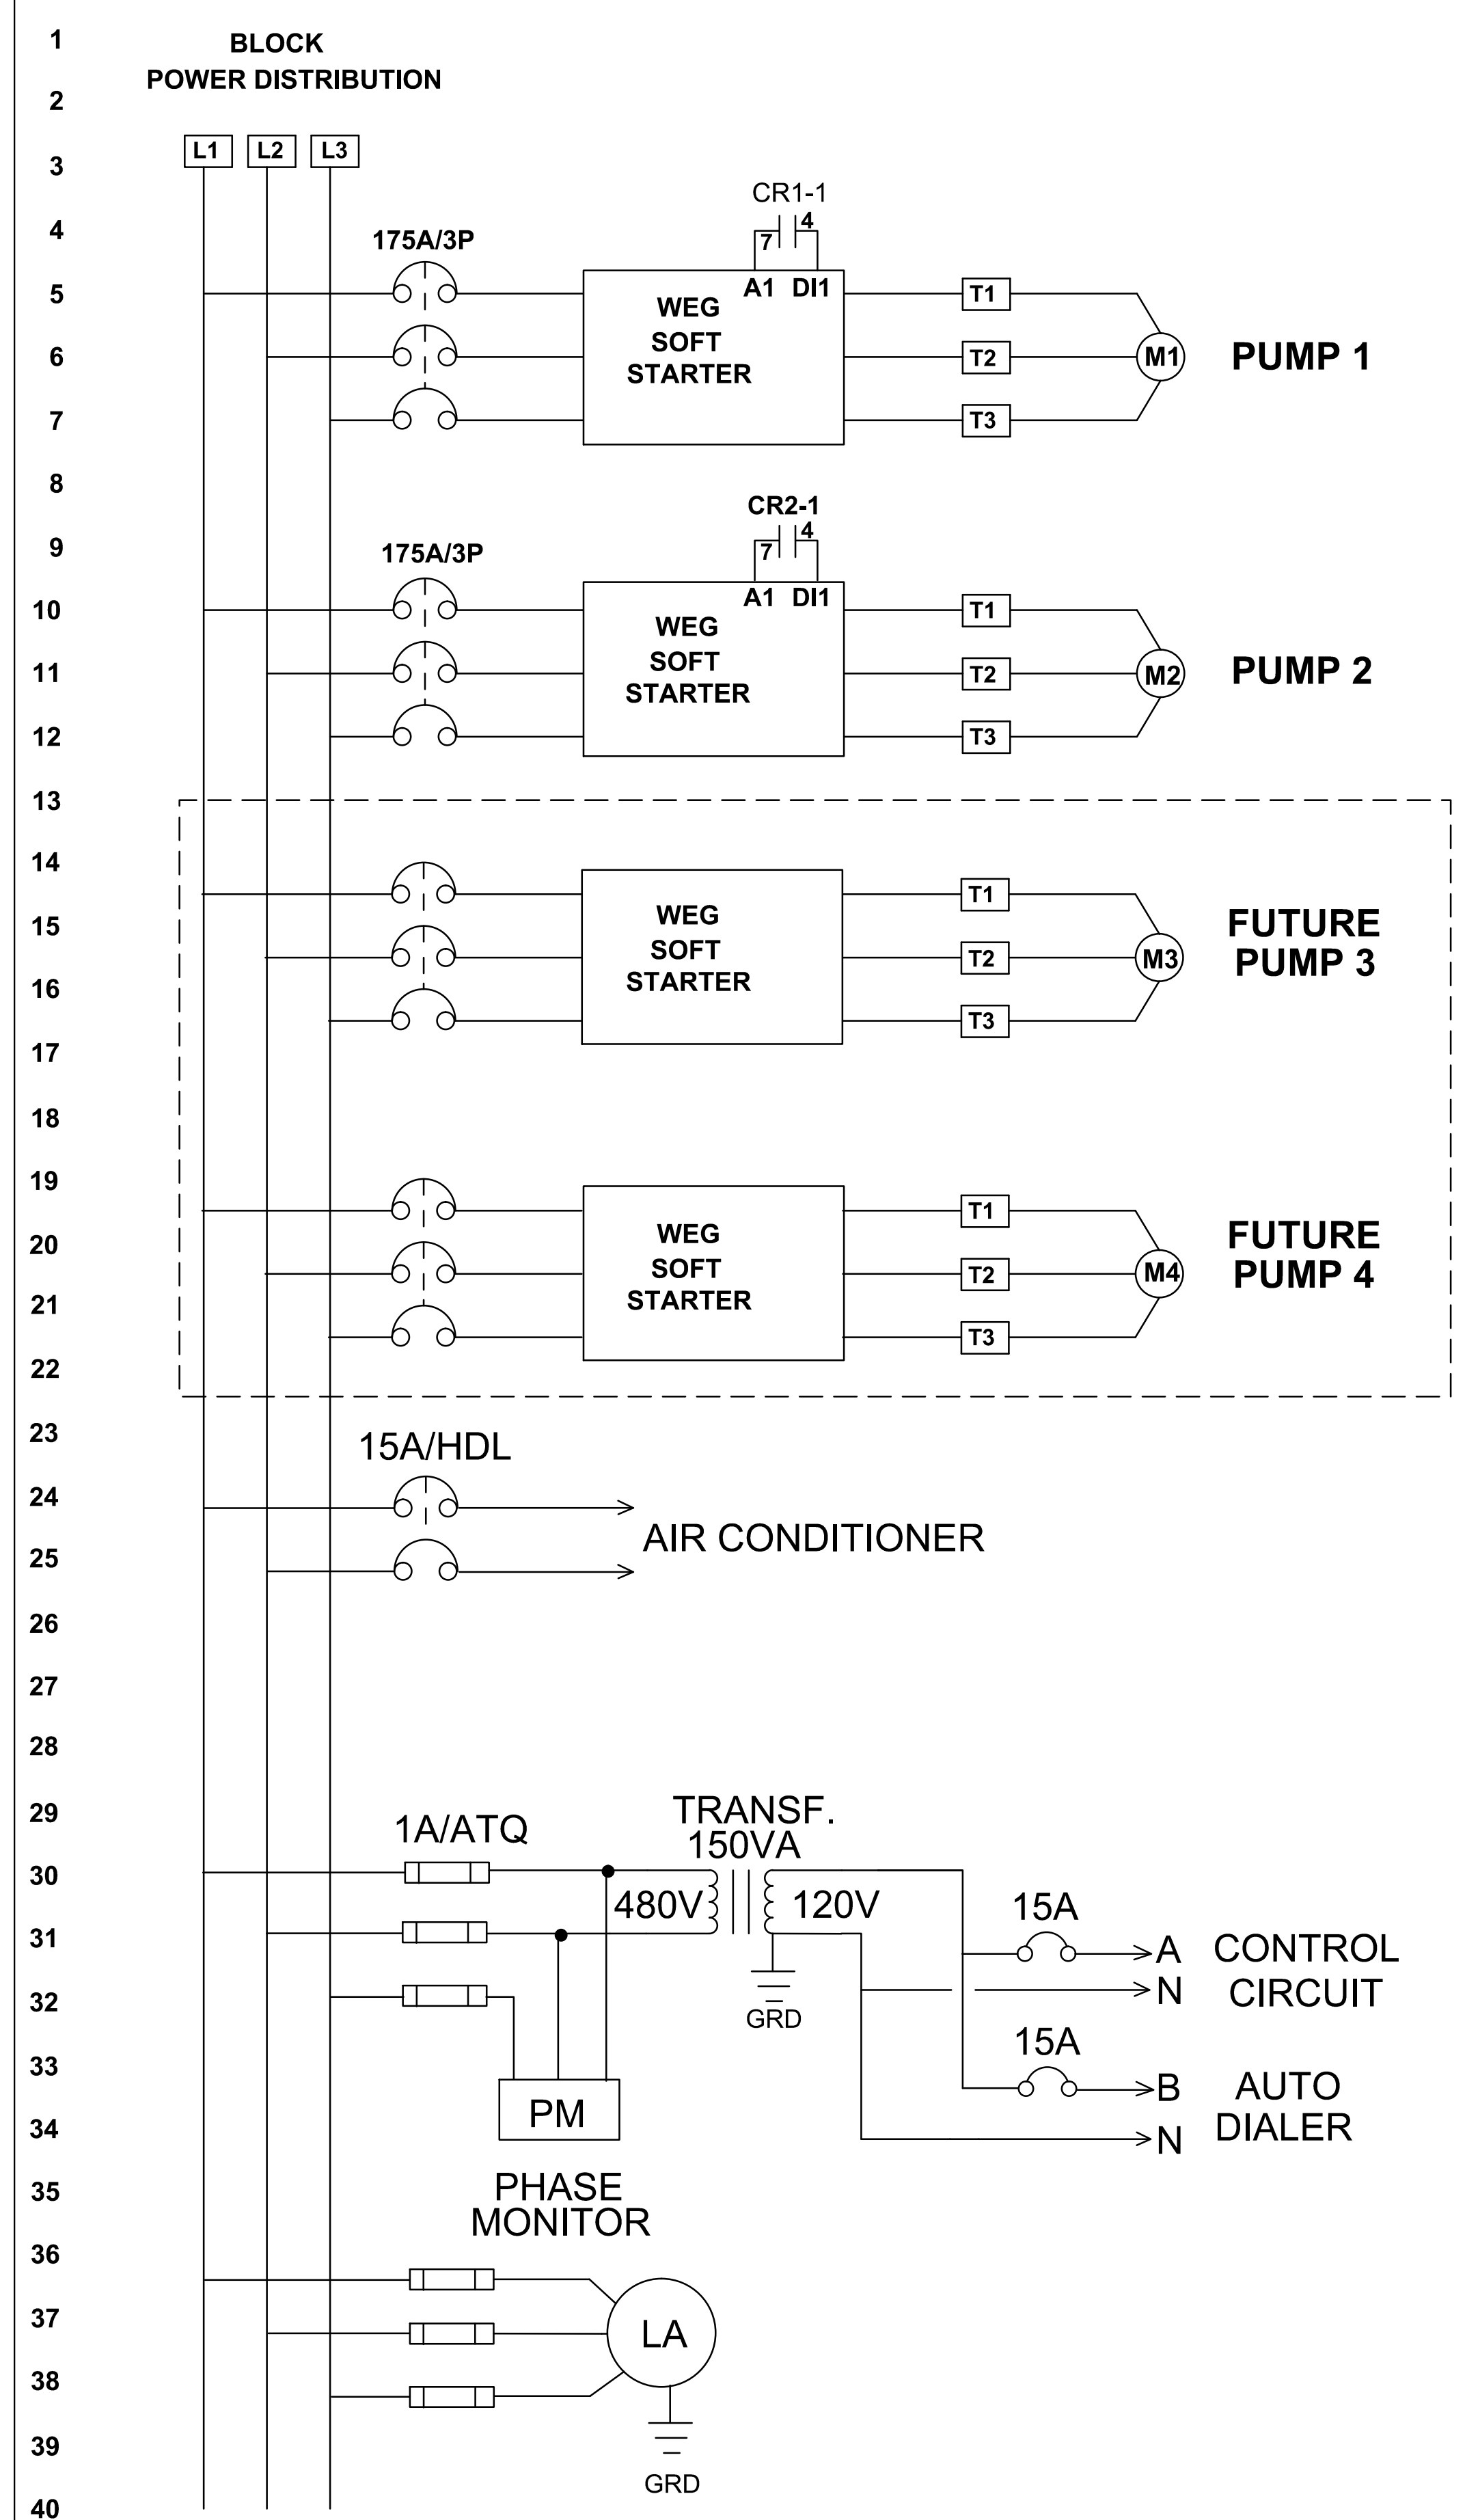 1
BLOCK
POWER DISTRIBUTION
2
L1 L2 L3
3
CR1-1
4
175A/3P
7 4
5
A1 DI1
T1
WEG
SOFT
STARTER
6
T2
M1
PUMP 1
7
T3
8
CR2-1
9
175A/3P
7 4
10
A1 DI1
T1
WEG
SOFT
STARTER
11
T2
M2
PUMP 2
12
T3
13
14
T1
15
WEG
SOFT
STARTER
T2
M3
FUTURE
PUMP 3
16
T3
17
18
19
T1
20
WEG
SOFT
STARTER
T2
M4
FUTURE
PUMP 4
21
T3
22
23
15A/HDL
24
AIR CONDITIONER
25
26
27
28
29
1A/ATQ
TRANSF.
150VA
30
480V 120V
15A
31
A CONTROL
N CIRCUIT
32
GRD
15A
33
PM
B AUTO
34
N DIALER
35
PHASE
MONITOR
36
37
LA
38
39
GRD
40